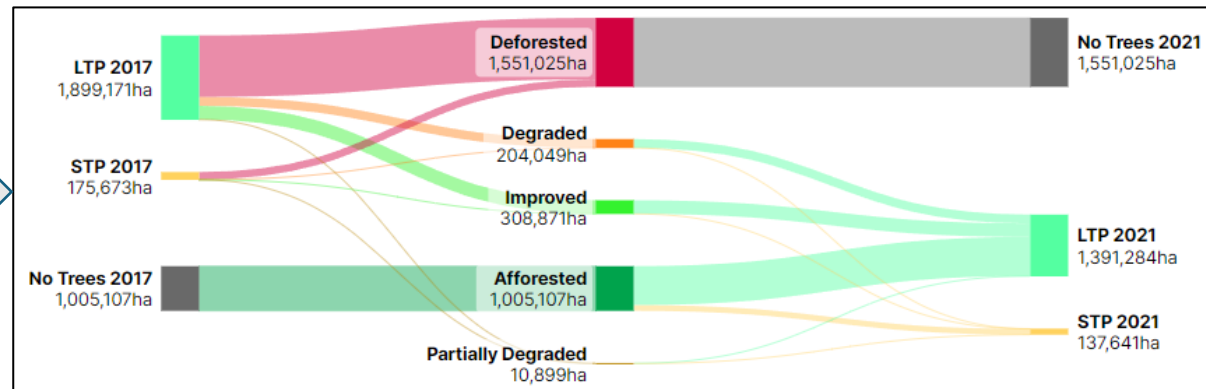 LTP 2017
1,899,171ha
STP 2017
175,673ha
No Trees 2017
1,005,107ha
Deforested
1,551,025ha
Degraded
204,049ha
Improved
308,871ha
Afforested
1,005,107ha
Partially Degraded
10,899ha
No Trees 2021
1,551,025ha
LTP 2021
1,391,284ha
STP 2021
137,641ha